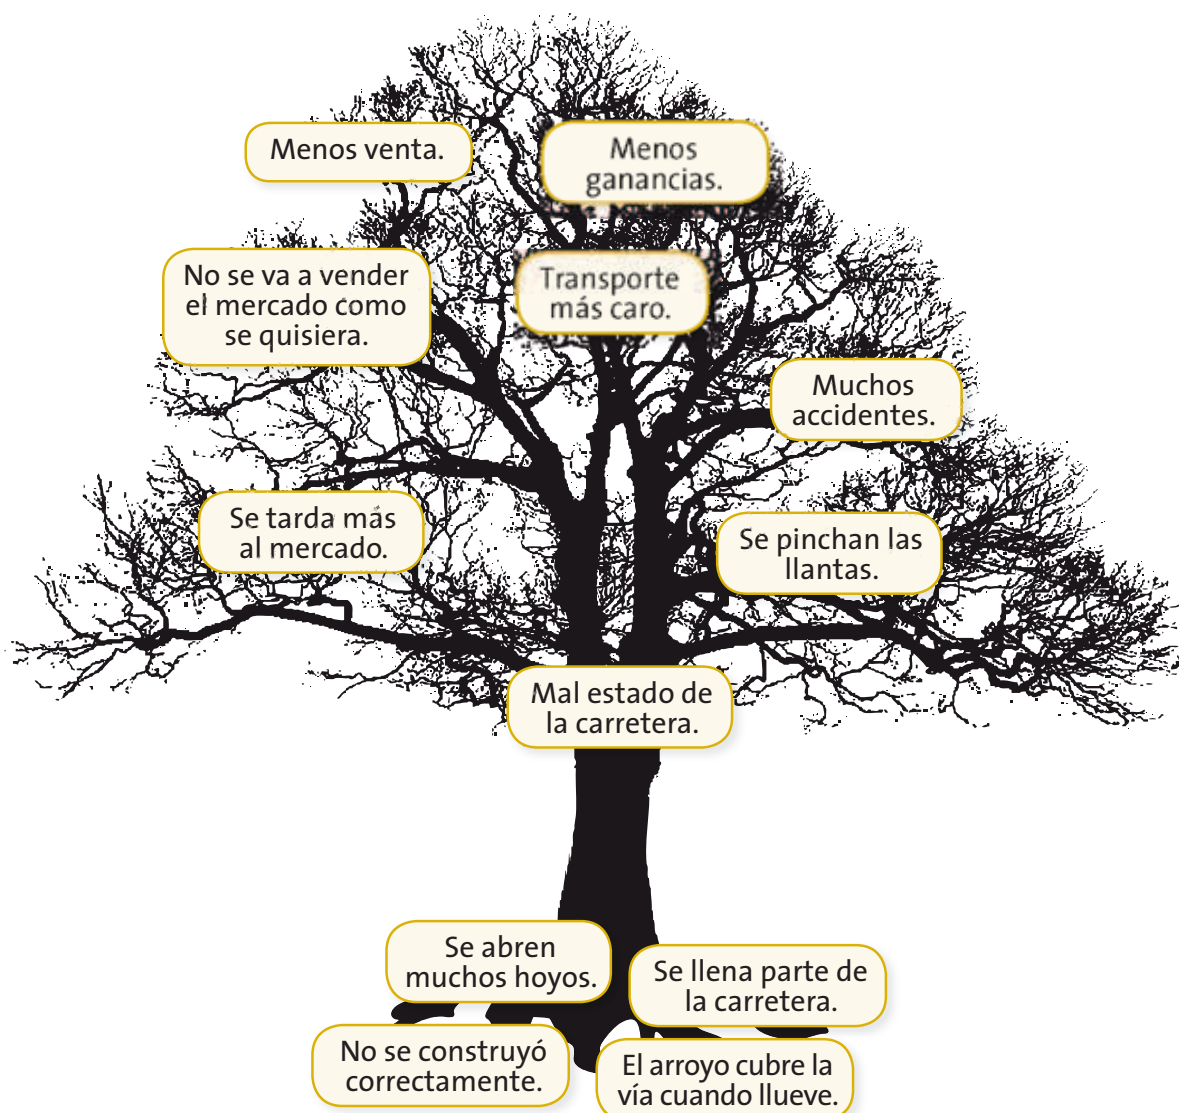 Menos venta.
Menos
ganancias.
No se va a vender
el mercado como
se quisiera.
Transporte
más caro.
Muchos
accidentes.
Se tarda más
al mercado.
Se pinchan las
llantas.
Mal estado de
la carretera.
Se abren
muchos hoyos.
Se llena parte de
la carretera.
No se construyó
correctamente.
El arroyo cubre la
vía cuando llueve.